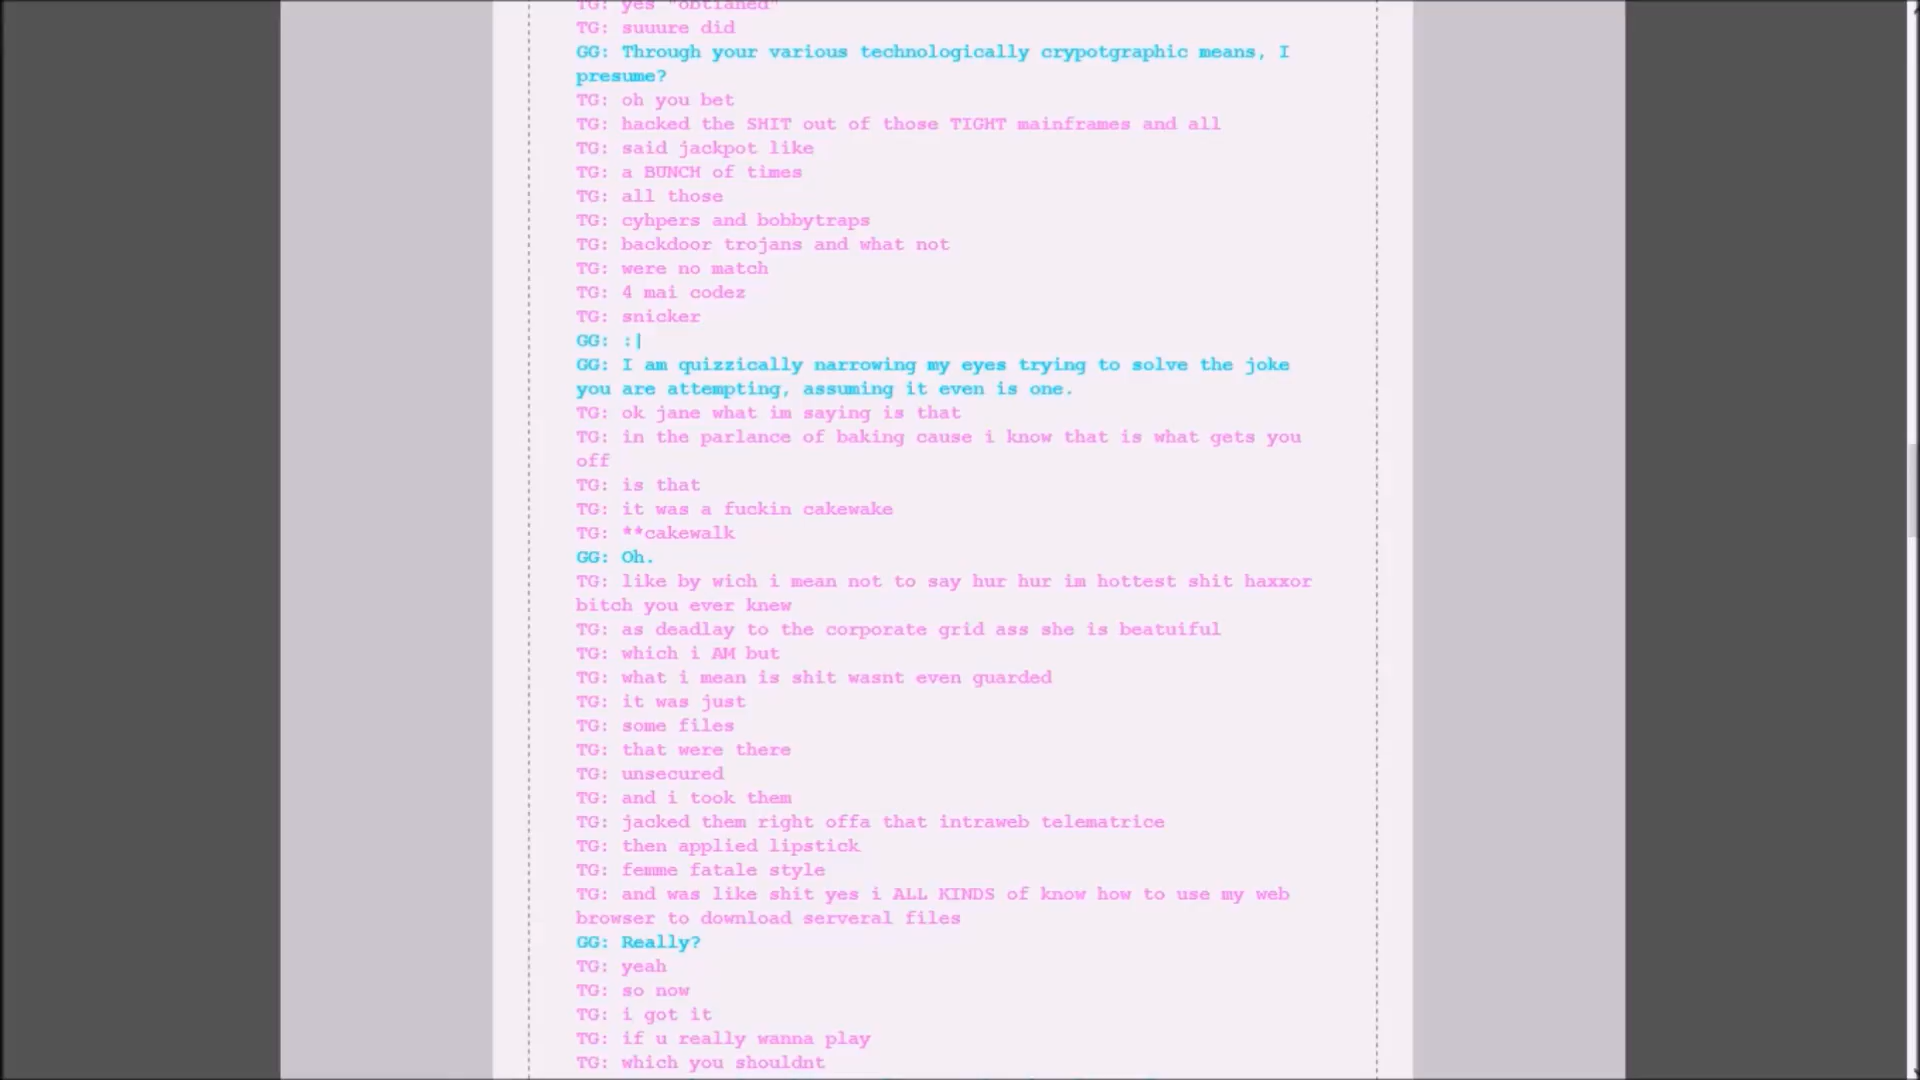 TG: yes "obtianed"
TG: suuure did
GG: Through your various technologically crypotgraphic means, I
presume?
TG: oh you bet
TG: hacked the SHIT out of those TIGHT mainframes and all
TG: said jackpot like
TG: a BUNCH of times
TG: all those
TG: cyhpers and bobbytraps
TG: backdoor trojans and what not
TG: were no match
TG: 4 mai codez
TG: snicker
GG: :|
GG: I am quizzically narrowing my eyes trying to solve the joke
you are attempting, assuming it even is one.
TG: ok jane what im saying is that
TG: in the parlance of baking cause i know that is what gets you
off
TG: is that
TG: it was a fuckin cakewake
TG: **cakewalk
GG: Oh.
TG: like by wich i mean not to say hur hur im hottest shit haxxor
bitch you ever knew
TG: as deadlay to the corporate grid ass she is beatuiful
TG: which i AM but
TG: what i mean is shit wasnt even guarded
TG: it was just
TG: some files
TG: that were there
TG: unsecured
TG: and i took them
TG: jacked them right offa that intraweb telematrice
TG: then applied lipstick
TG: femme fatale style
TG: and was like shit yes i ALL KINDS of know how to use my web
browser to download serveral files
GG: Really?
TG: yeah
TG: so now
TG: i got it
TG: if u really wanna play
TG: which you shouldnt